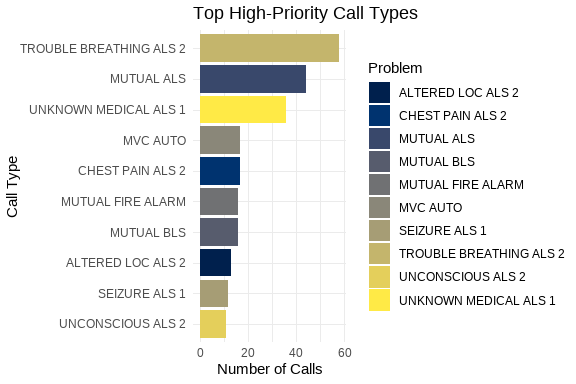 Top High-Priority Call Types
Call Type
TROUBLE BREATHING ALS 2
MUTUAL ALS
UNKNOWN MEDICAL ALS 1
MVC AUTO
CHEST PAIN ALS 2
MUTUAL FIRE ALARM
MUTUAL BLS
ALTERED LOC ALS 2
SEIZURE ALS 1
UNCONSCIOUS ALS 2
0 20 40 60
Number of Calls
Problem
ALTERED LOC ALS 2
CHEST PAIN ALS 2
MUTUAL ALS
MUTUAL BLS
MUTUAL FIRE ALARM
MVC AUTO
SEIZURE ALS 1
TROUBLE BREATHING ALS 2
UNCONSCIOUS ALS 2
UNKNOWN MEDICAL ALS 1